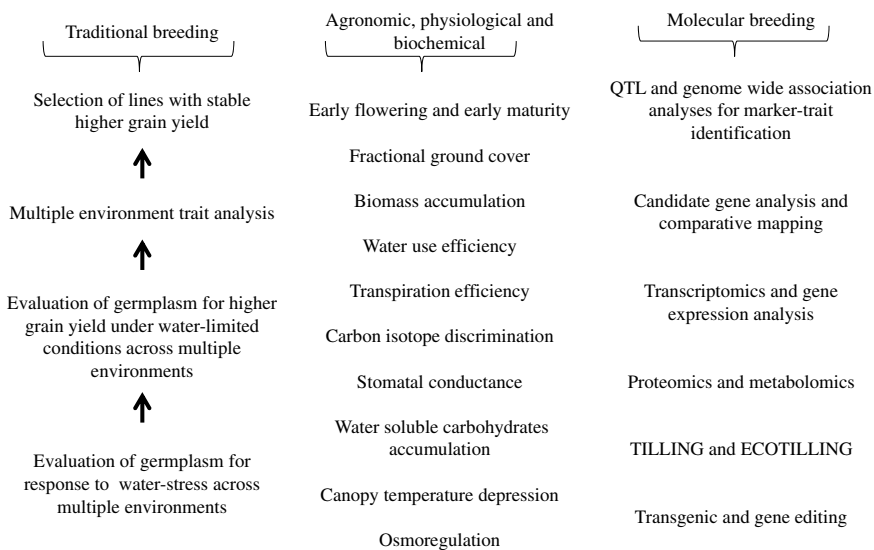 Traditional breeding
Selection of lines with stable
higher grain yield
Multiple environment trait analysis
Evaluation of germplasm for higher
grain yield under water-limited
conditions across multiple
environments
Evaluation of germplasm for
response to water-stress across
multiple environments
Agronomic, physiological and
biochemical
Early flowering and early maturity
Fractional ground cover
Biomass accumulation
Water use efficiency
Transpiration efficiency
Carbon isotope discrimination
Stomatal conductance
Water soluble carbohydrates
accumulation
Canopy temperature depression
Osmoregulation
Molecular breeding
QTL and genome wide association
analyses for marker-trait
identification
Candidate gene analysis and
comparative mapping
Transcriptomics and gene
expression analysis
Proteomics and metabolomics
TILLING and ECOTILLING
Transgenic and gene editing